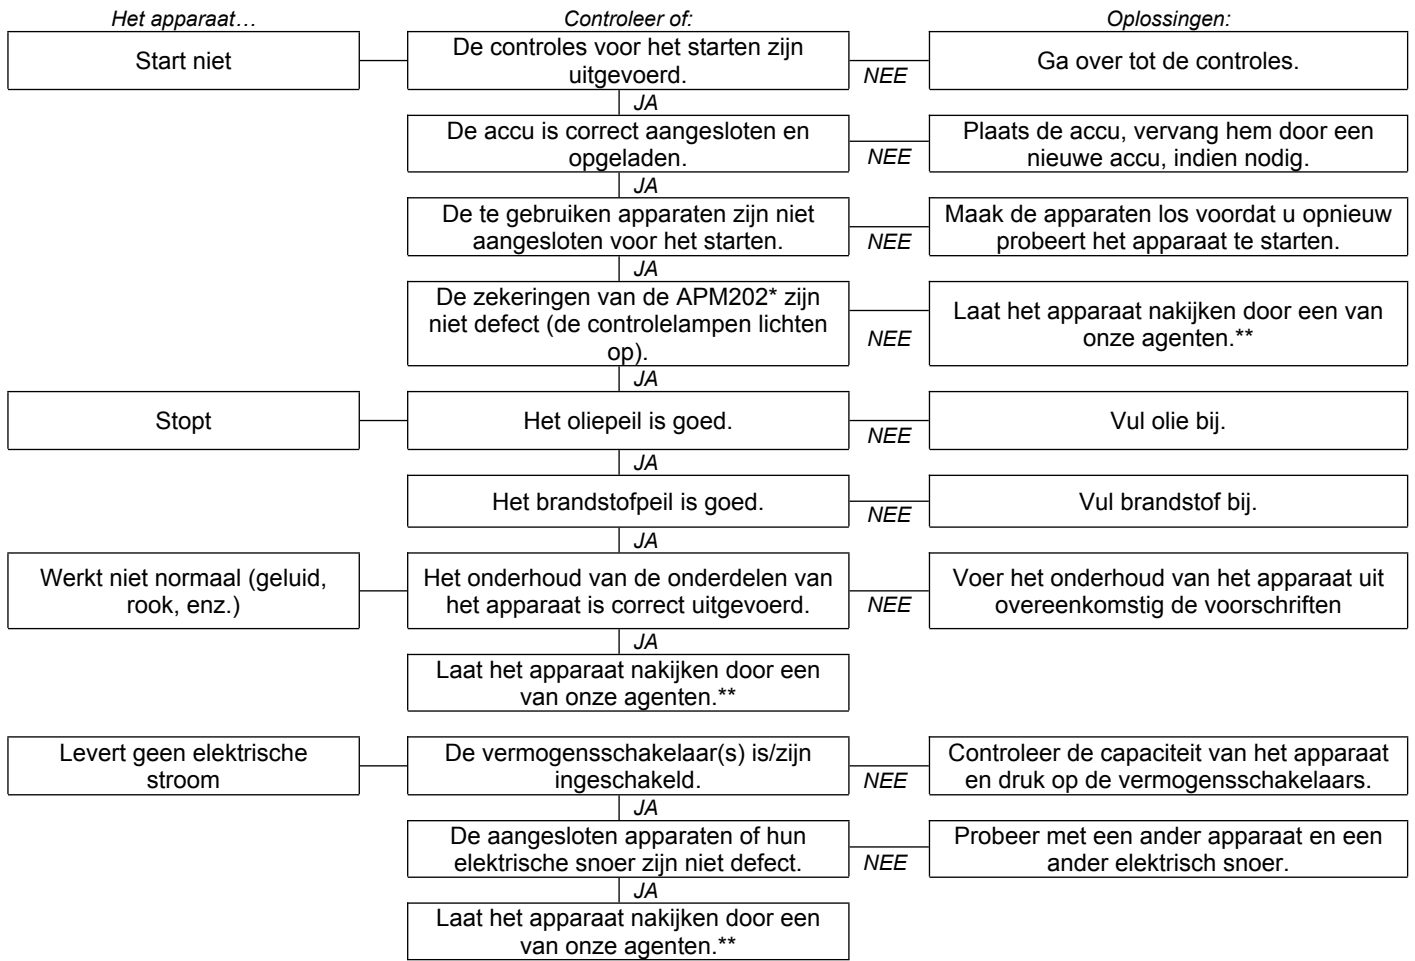 Het apparaat…
Controleer of:
Oplossingen:
Start niet
De controles voor het starten zijn
uitgevoerd.
NEE
Ga over tot de controles.
JA
De accu is correct aangesloten en
opgeladen.
NEE
Plaats de accu, vervang hem door een
nieuwe accu, indien nodig.
JA
De te gebruiken apparaten zijn niet
aangesloten voor het starten.
NEE
Maak de apparaten los voordat u opnieuw
probeert het apparaat te starten.
JA
De zekeringen van de APM202* zijn
niet defect (de controlelampen lichten
op).
NEE
Laat het apparaat nakijken door een van
onze agenten.**
JA
Stopt
Het oliepeil is goed.
NEE
Vul olie bij.
JA
Het brandstofpeil is goed.
NEE
Vul brandstof bij.
JA
Werkt niet normaal (geluid,
rook, enz.)
Het onderhoud van de onderdelen van
het apparaat is correct uitgevoerd.
NEE
Voer het onderhoud van het apparaat uit
overeenkomstig de voorschriften
JA
Laat het apparaat nakijken door een
van onze agenten.**
Levert geen elektrische
stroom
De vermogensschakelaar(s) is/zijn
ingeschakeld.
NEE
Controleer de capaciteit van het apparaat
en druk op de vermogensschakelaars.
JA
De aangesloten apparaten of hun
elektrische snoer zijn niet defect.
NEE
Probeer met een ander apparaat en een
ander elektrisch snoer.
JA
Laat het apparaat nakijken door een
van onze agenten.**